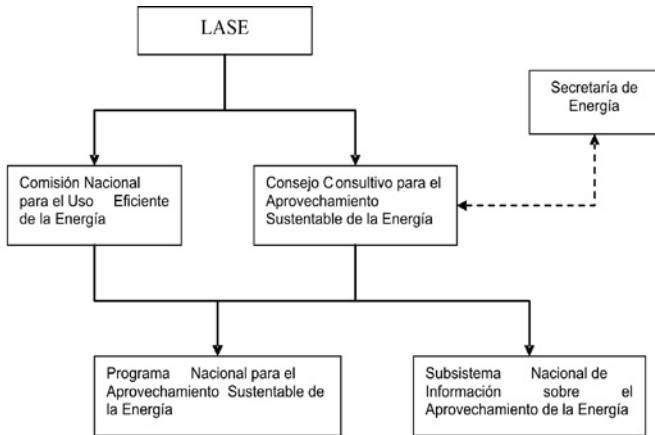 LASE
Secretaría de
Energía
Comisión Nacional
para el Uso Eficiente
de la Energía
Consejo Consultivo para el
Aprovechamiento
Sustentable de la Energía
Programa Nacional para el
Aprovechamiento Sustentable de
la Energía
Subsistema Nacional de
Información sobre el
Aprovechamiento de la Energía